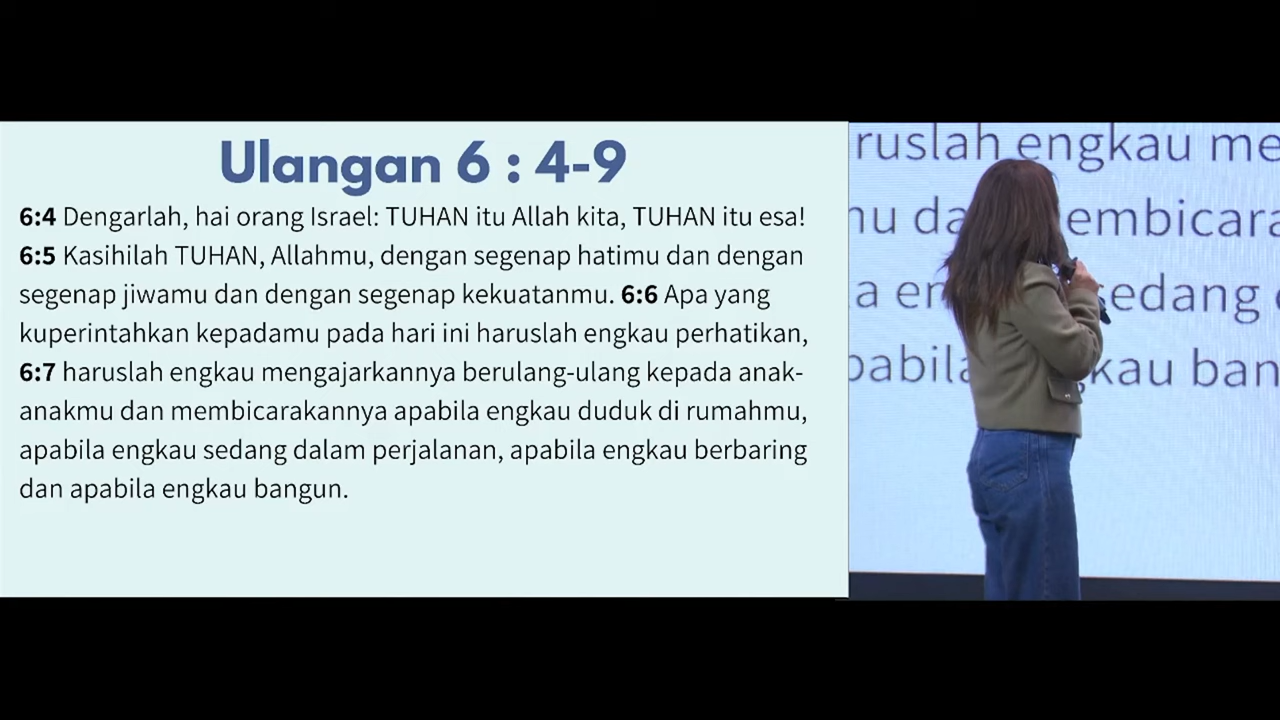 Ulangan 6 : 4-9
6:4 Dengarlah, hai orang Israel: TUHAN itu Allah kita, TUHAN itu esa!
6:5 Kasihilah TUHAN, Allahmu, dengan segenap hatimu dan dengan
segenap jiwamu dan dengan segenap kekuatanmu. 6:6 Apa yang
kuperintahkan kepadamu pada hari ini haruslah engkau perhatikan,
6:7 haruslah engkau mengajarkannya berulang-ulang kepada anak-
anakmu dan membicarakannya apabila engkau duduk di rumahmu,
apabila engkau sedang dalam perjalanan, apabila engkau berbaring
dan apabila engkau bangun.
ruslah engkau me
nu da embicara
a en sedang
pabila kau ban